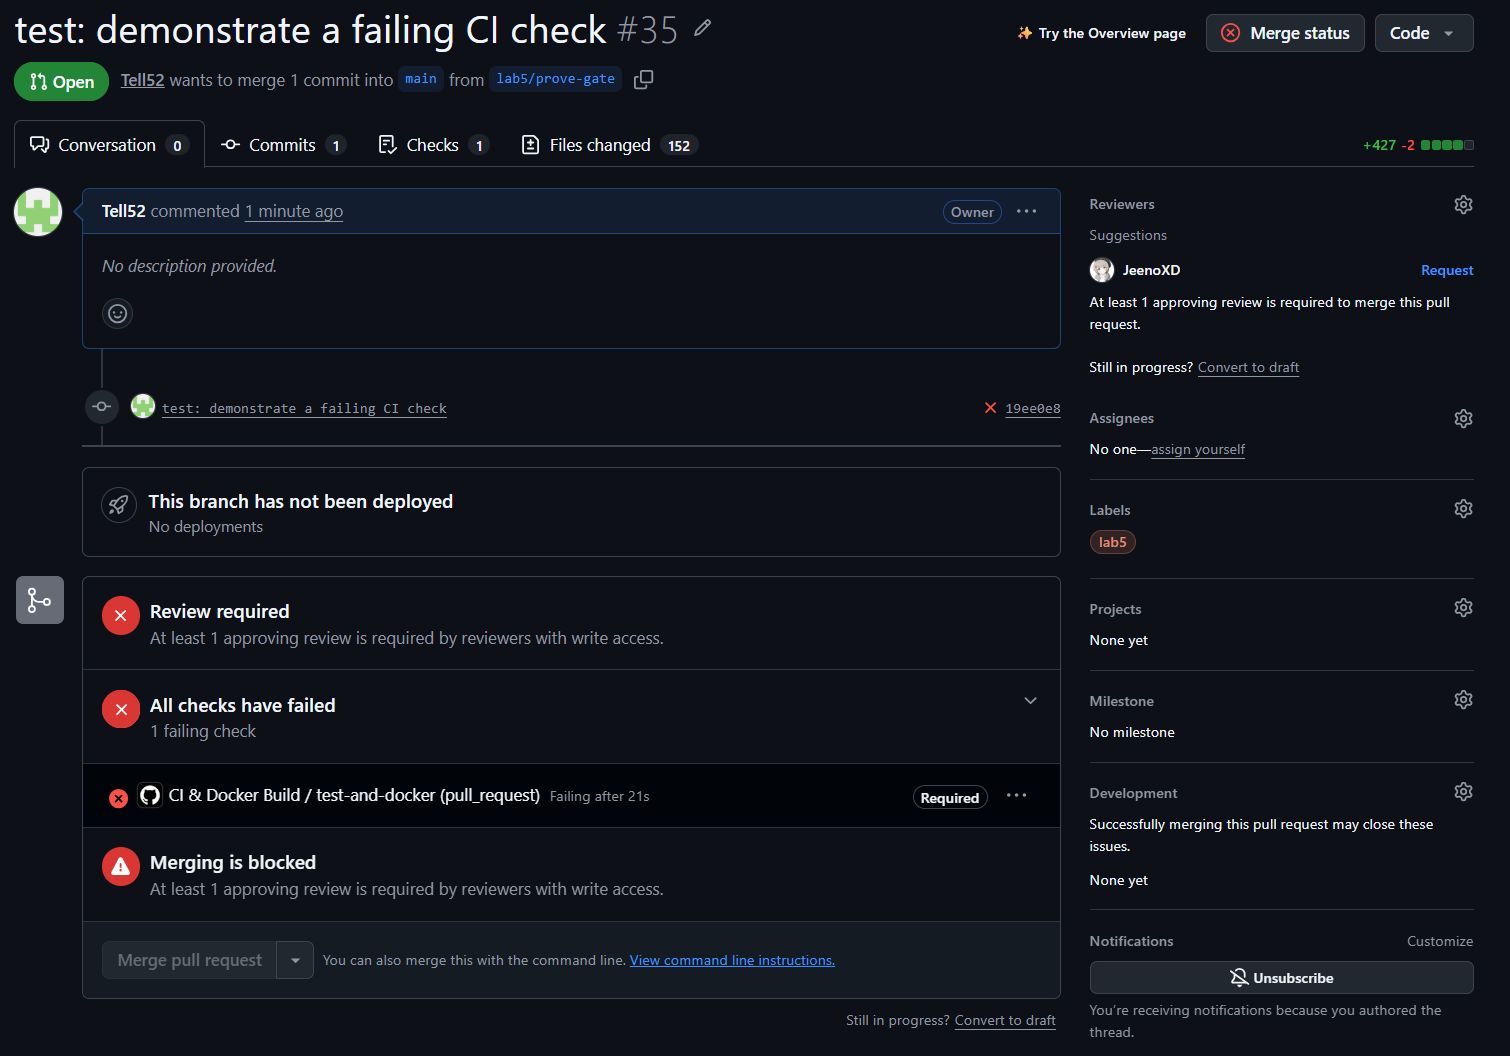 test: demonstrate a failing CI check #35
Try the Overview page
Merge status
Code
Open
Tell52 wants to merge 1 commit into main from lab5/prove-gate
Conversation 0
Commits 1
Checks 1
Files changed 152
+427 -2
Tell52 commented 1 minute ago
Owner
No description provided.
test: demonstrate a failing CI check
19ee0e8
This branch has not been deployed
No deployments
Review required
At least 1 approving review is required by reviewers with write access.
All checks have failed
1 failing check
CI & Docker Build / test-and-docker (pull_request) Failing after 21s
Required
Merging is blocked
At least 1 approving review is required by reviewers with write access.
Merge pull request
You can also merge this with the command line. View command line instructions.
Still in progress? Convert to draft
Reviewers
Suggestions
JeenoXD
Request
At least 1 approving review is required to merge this pull
request.
Still in progress? Convert to draft
Assignees
No one—assign yourself
Labels
lab5
Projects
None yet
Milestone
No milestone
Development
Successfully merging this pull request may close these
issues.
None yet
Notifications
Customize
Unsubscribe
You're receiving notifications because you authored the
thread.